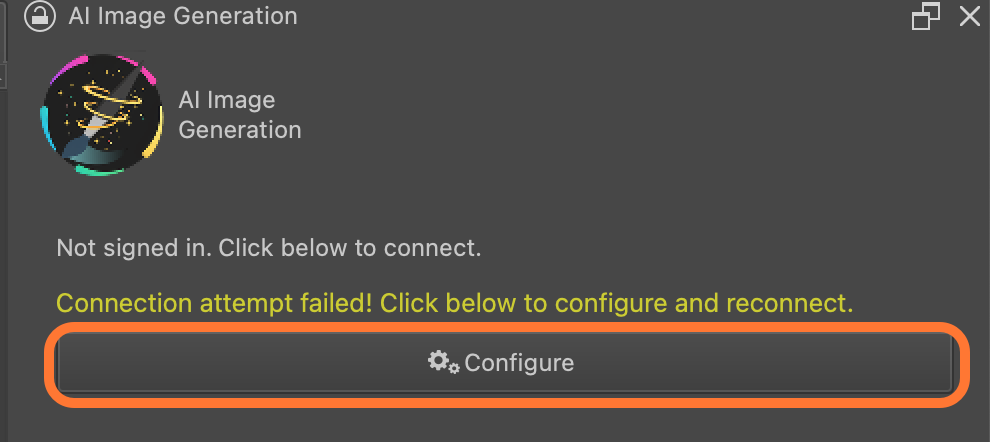 AI Image Generation
AI Image
Generation
Not signed in. Click below to connect.
Connection attempt failed! Click below to configure and reconnect.
Configure